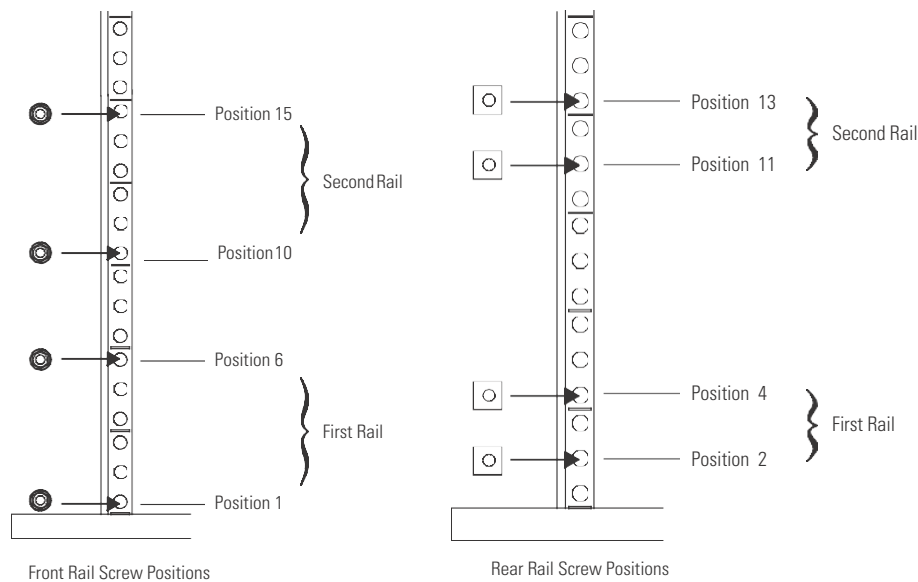 Position 15
Second Rail
Position 10
Position 6
First Rail
Position 1
Front Rail Screw Positions
Position 13
Second Rail
Position 11
Position 4
First Rail
Position 2
Rear Rail Screw Positions